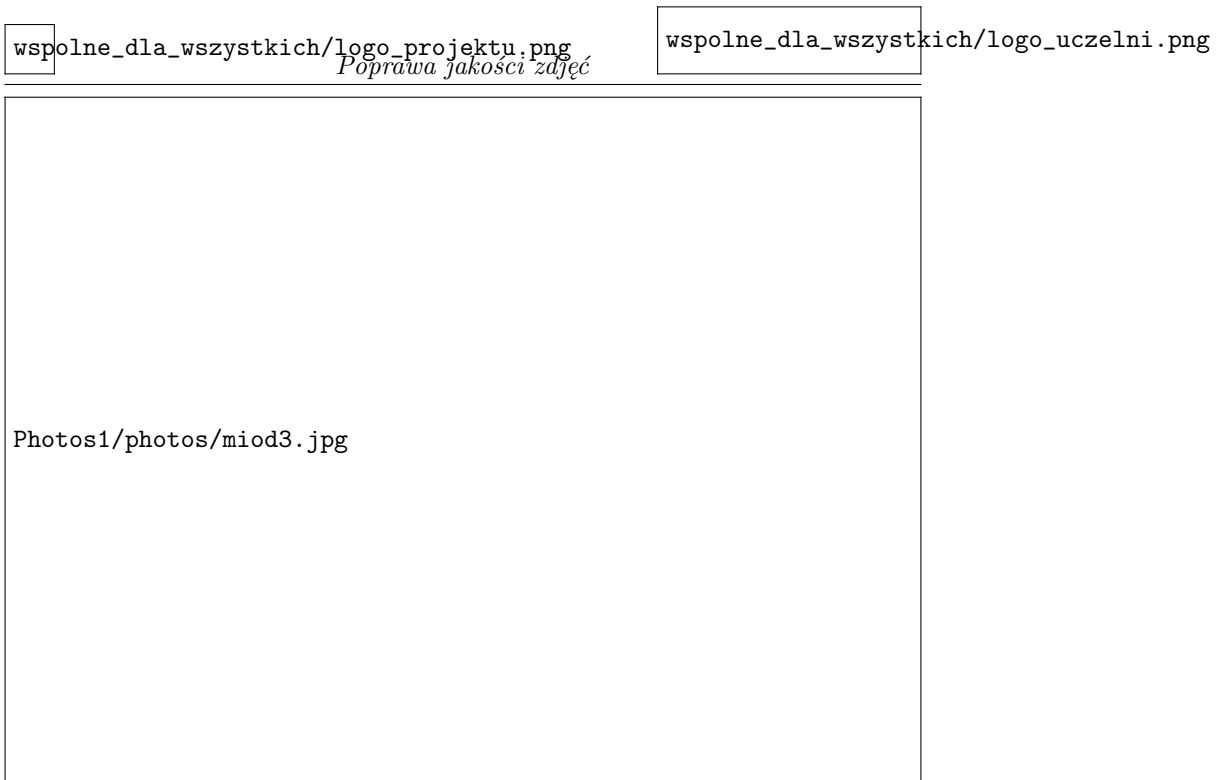 wspolne_dla_wszystkich/logo_projektu.png
wspolne_dla_wszystkich/logo_uczelni.png
Poprawa jakości zdjęć
Photos1/photos/miod3.jpg